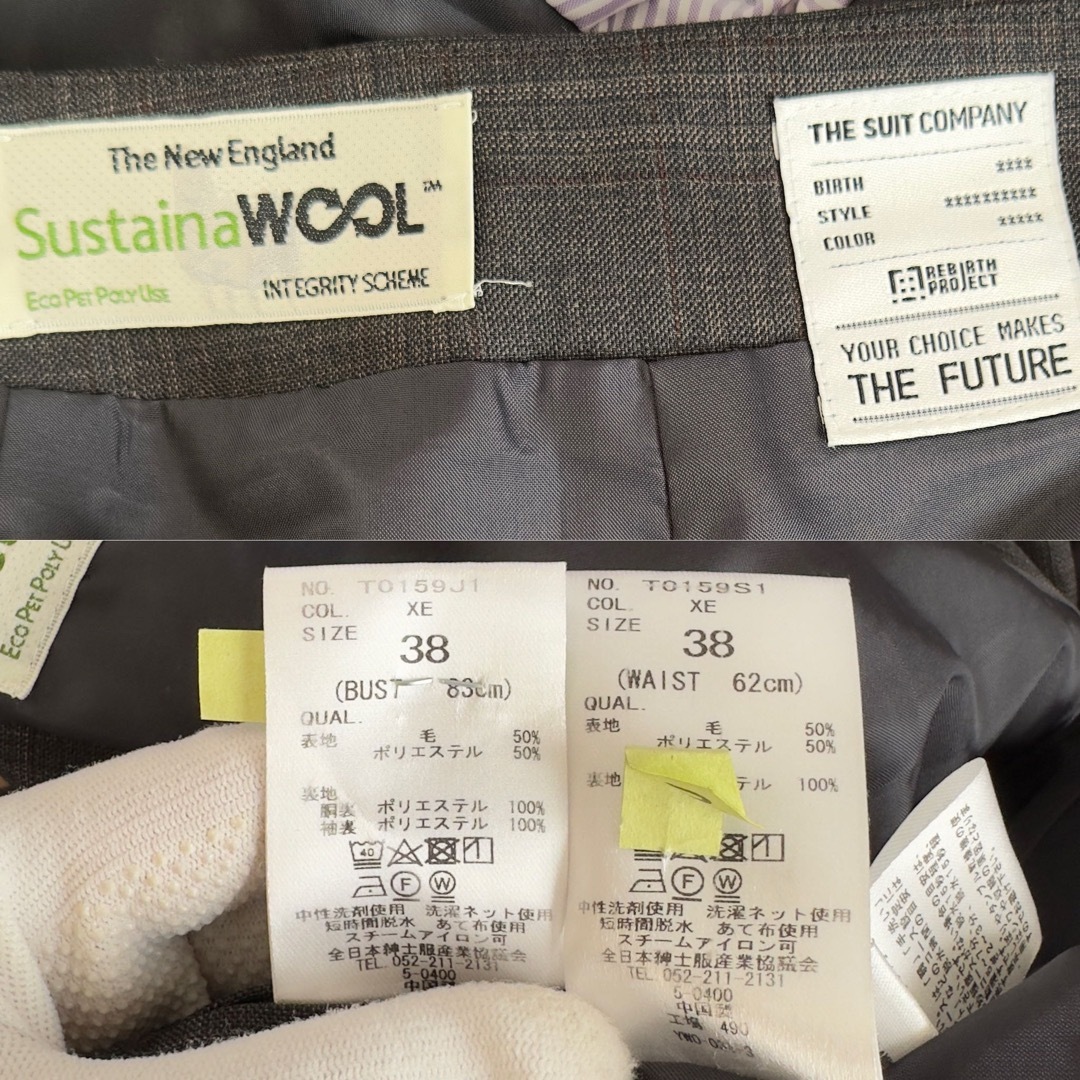 The New England
SustainaWOOL™
ECO PET POLY USE
INTEGRITY SCHEME
THE SUIT COMPANY
BIRTH ××××
STYLE ××××××××××
COLOR ×××××
REBIRTH
PROJECT
YOUR CHOICE MAKES
THE FUTURE
ECO PET POLY U
NO. T0159J1
COL. XE
SIZE
38
(BUST 83cm)
QUAL.
表地 毛 50%
ポリエステル 50%
裏地
胴裏 ポリエステル 100%
袖裏 ポリエステル 100%
40
F W
中性洗剤使用 洗濯ネット使用
短時間脱水 あて布使用
スチームアイロン可
全日本紳士服産業協議会
TEL.052-211-2131
5-0400
中国
NO. T0159S1
COL. XE
SIZE
38
(WAIST 62cm)
QUAL.
表地 毛 50%
ポリエステル 50%
裏地 100%
F W
中性洗剤使用 洗濯ネット使用
短時間脱水 あて布使用
スチームアイロン可
全日本紳士服産業協議会
TEL.052-211-2131
5-0400
中国
工場 490